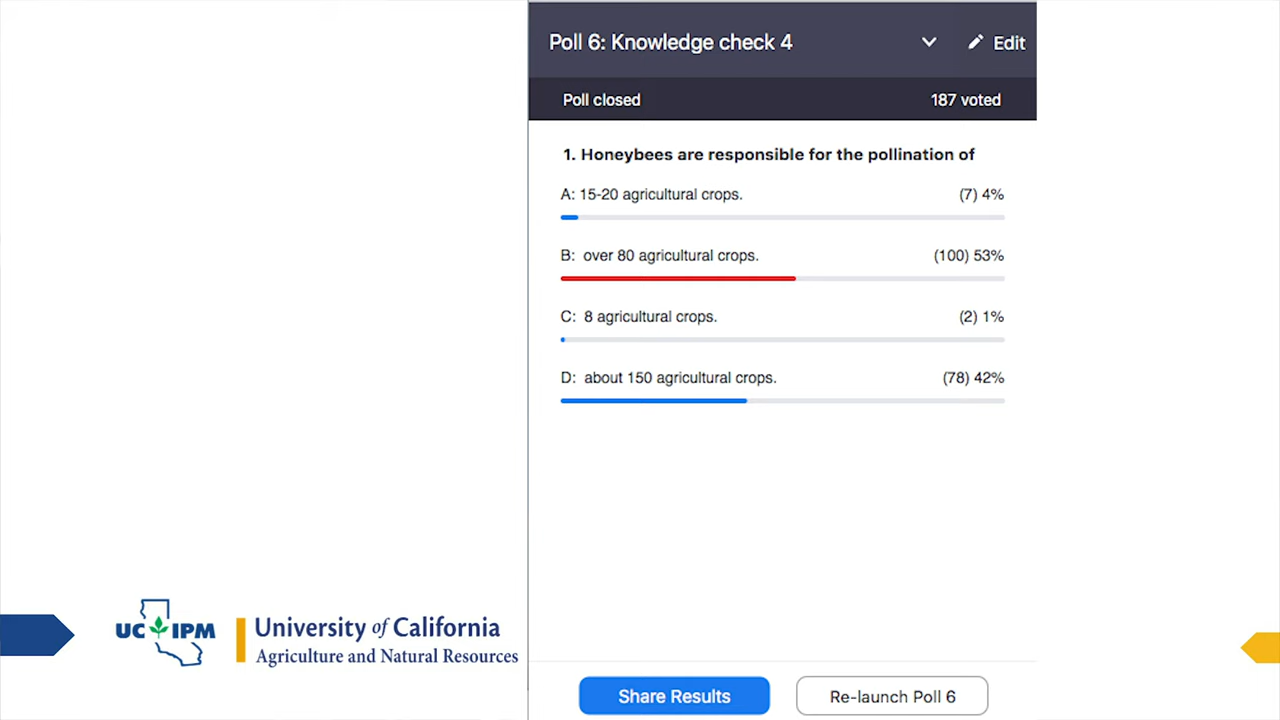 Poll 6: Knowledge check 4
Edit
Poll closed
187 voted
1. Honeybees are responsible for the pollination of
A: 15-20 agricultural crops.
(7) 4%
B: over 80 agricultural crops.
(100) 53%
C: 8 agricultural crops.
(2) 1%
D: about 150 agricultural crops.
(78) 42%
UC IPM
University of California
Agriculture and Natural Resources
Share Results
Re-launch Poll 6